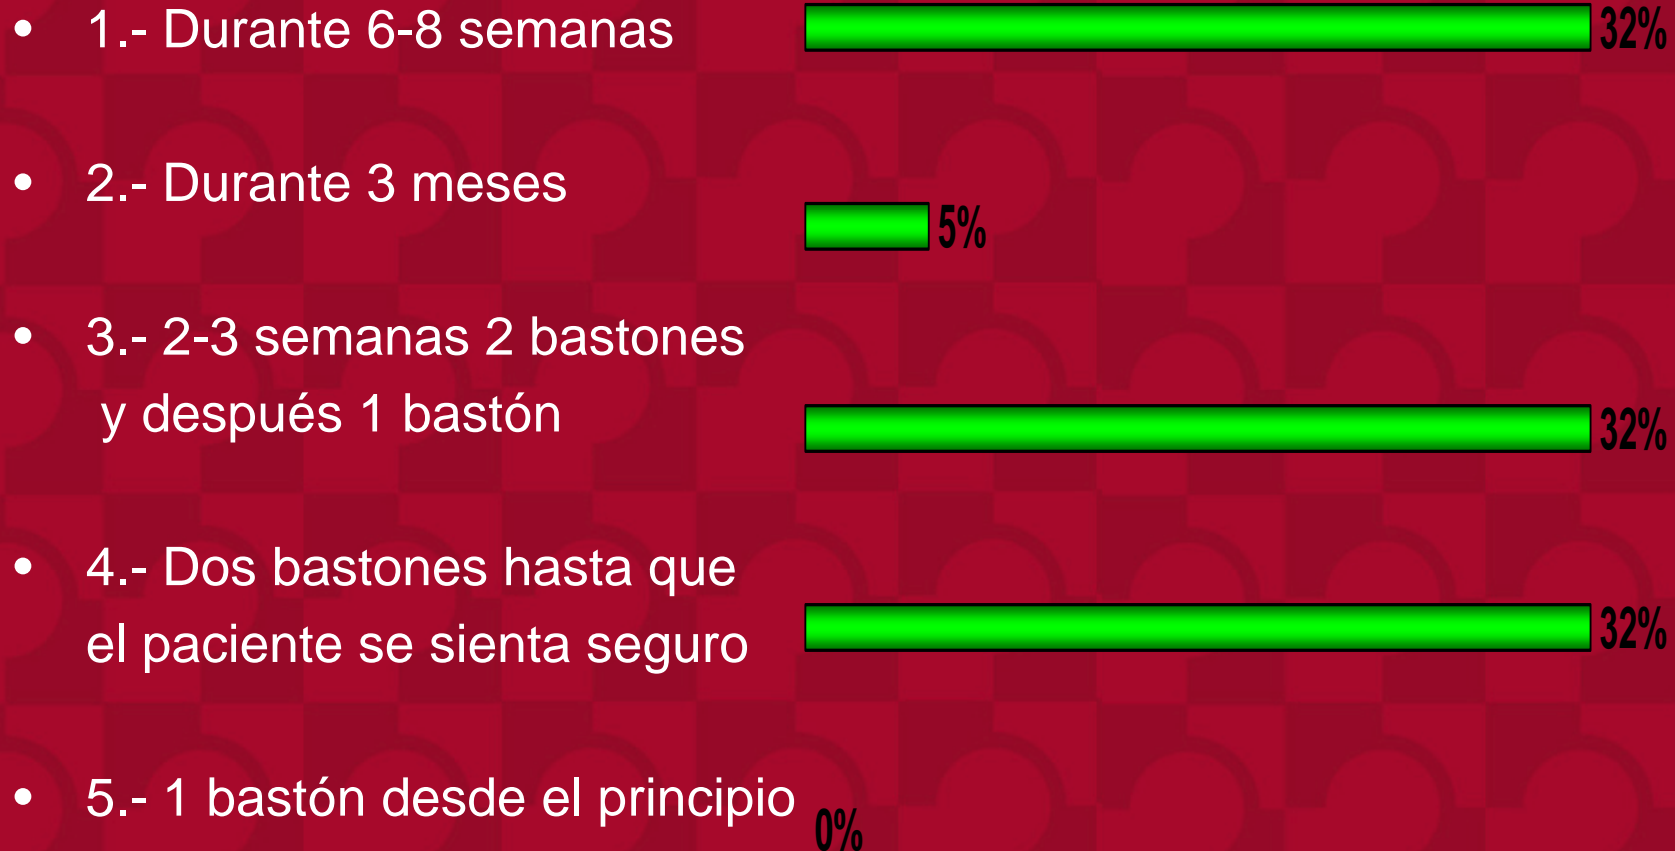 • 1.- Durante 6-8 semanas 32%
• 2.- Durante 3 meses
5%
• 3.- 2-3 semanas 2 bastones
y después 1 bastón 32%
• 4.- Dos bastones hasta que
el paciente se sienta seguro 32%
• 5.- 1 bastón desde el principio 0%